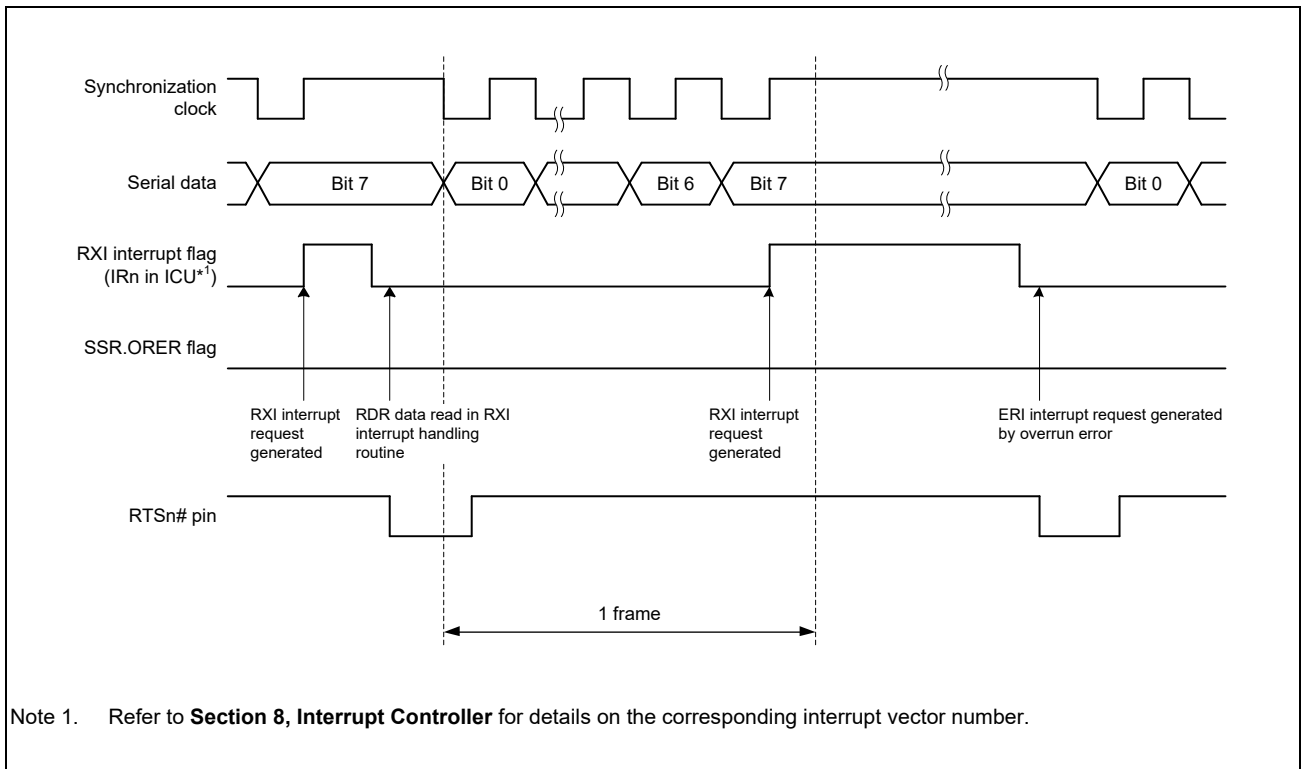 Synchronization
clock
Serial data
Bit 7
Bit 0
Bit 6
Bit 7
Bit 0
RXI interrupt flag
(IRn in ICU*1)
SSR.ORER flag
RXI interrupt
request
generated
RDR data read in RXI
interrupt handling
routine
RXI interrupt
request
generated
ERI interrupt request generated
by overrun error
RTSn# pin
1 frame
Note 1. Refer to Section 8, Interrupt Controller for details on the corresponding interrupt vector number.